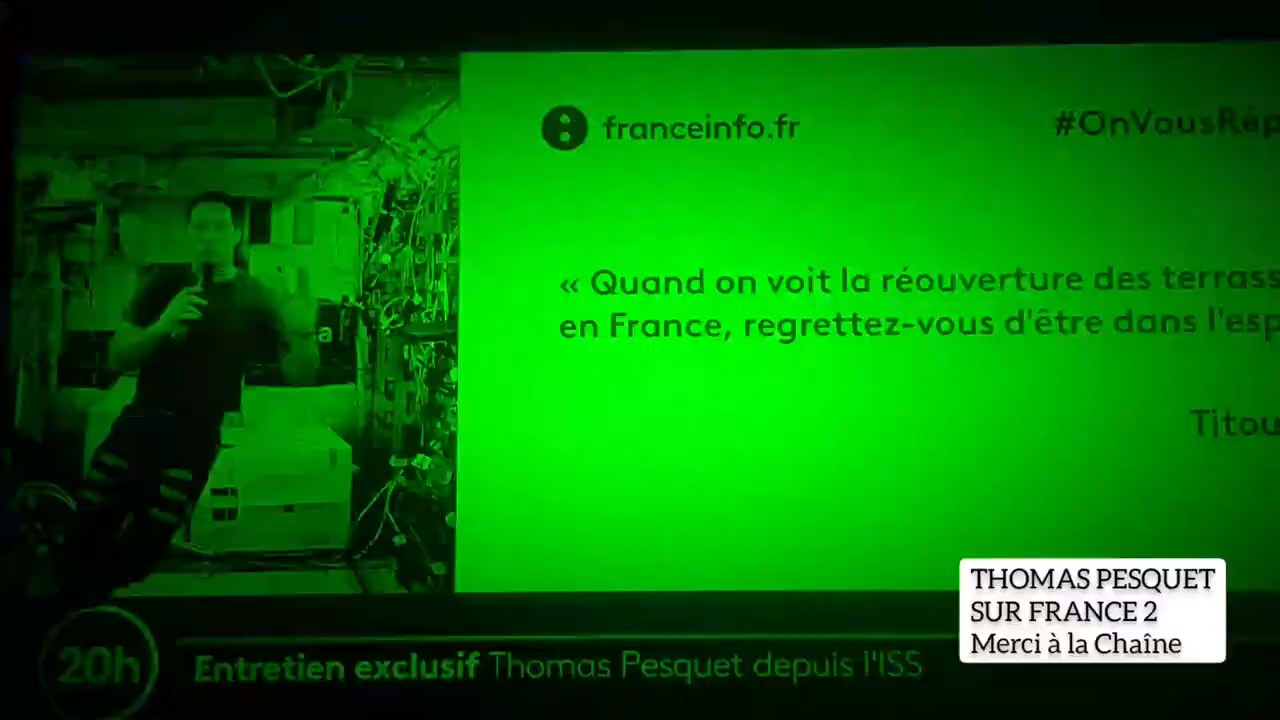 franceinfo.fr
#OnVousRép
« Quand on voit la réouverture des terrass
en France, regrettez-vous d'être dans l'esp
Titou
THOMAS PESQUET
SUR FRANCE 2
Merci à la Chaîne
20h
Entretien exclusif Thomas Pesquet depuis l'ISS